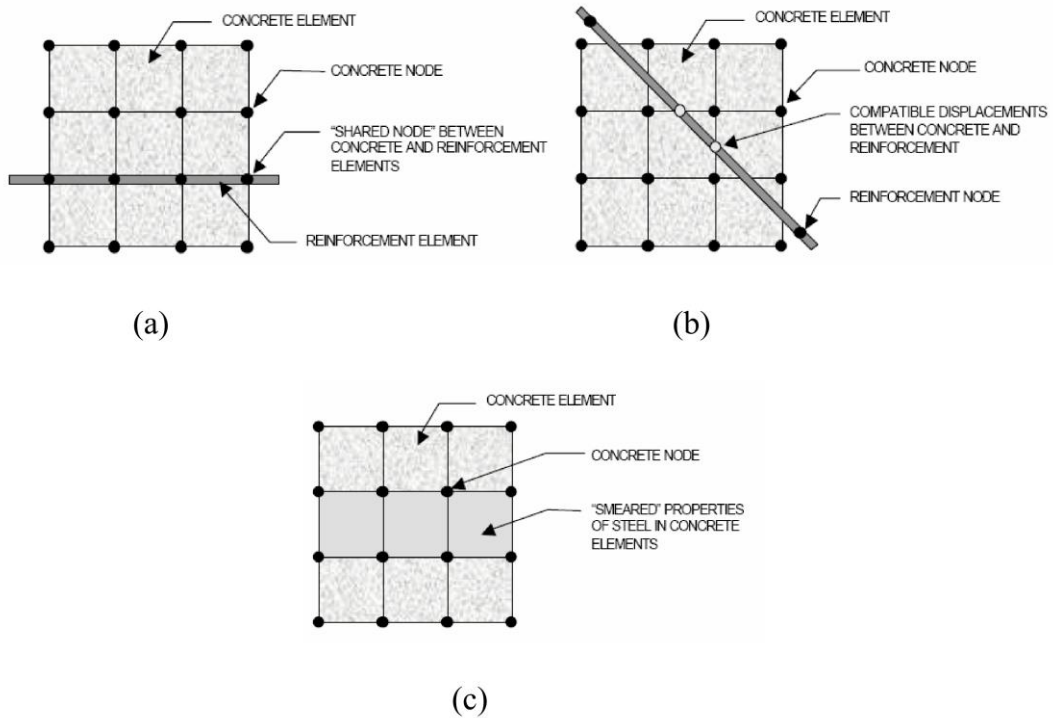 CONCRETE ELEMENT
CONCRETE NODE
"SHARED NODE" BETWEEN
CONCRETE AND REINFORCEMENT
ELEMENTS
REINFORCEMENT ELEMENT
(a)
CONCRETE ELEMENT
CONCRETE NODE
COMPATIBLE DISPLACEMENTS
BETWEEN CONCRETE AND
REINFORCEMENT
REINFORCEMENT NODE
(b)
CONCRETE ELEMENT
CONCRETE NODE
"SMEARED" PROPERTIES
OF STEEL IN CONCRETE
ELEMENTS
(c)